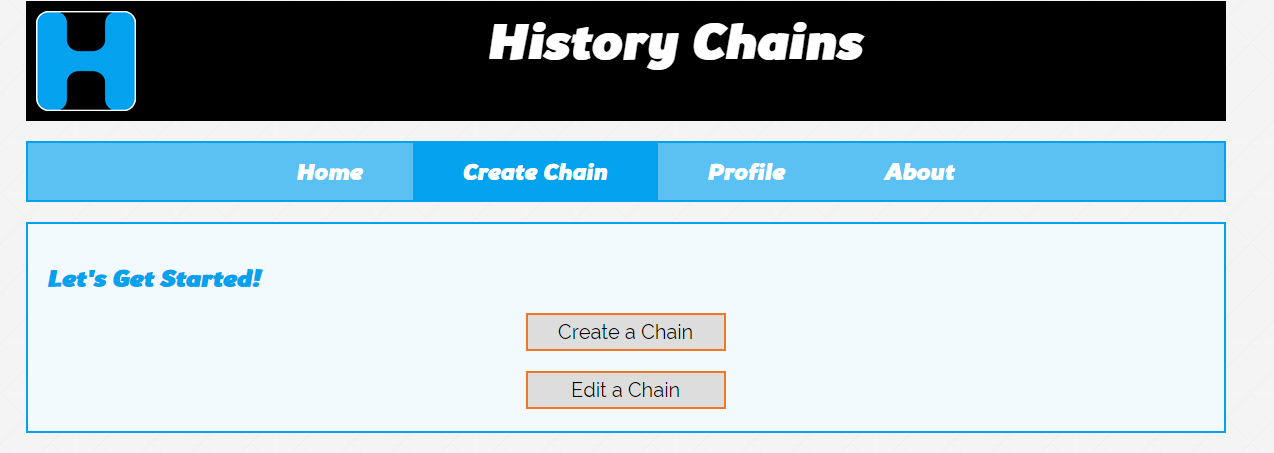 History Chains
Home Create Chain Profile About
Let's Get Started!
Create a Chain
Edit a Chain